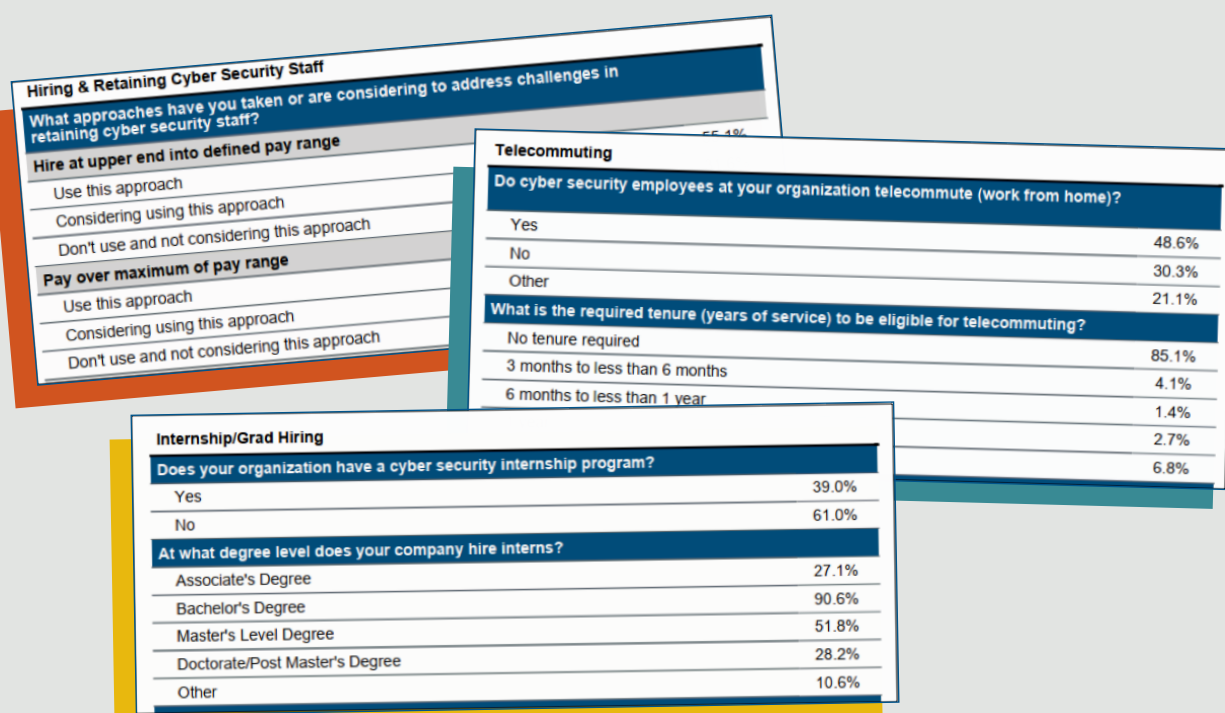 Hiring & Retaining Cyber Security Staff
What approaches have you taken or are considering to address challenges in
retaining cyber security staff?
Hire at upper end into defined pay range
Use this approach
Considering using this approach
Don't use and not considering this approach
Pay over maximum of pay range
Use this approach
Considering using this approach
Don't use and not considering this approach
Telecommuting
Do cyber security employees at your organization telecommute (work from home)?
Yes 48.6%
No 30.3%
Other 21.1%
What is the required tenure (years of service) to be eligible for telecommuting?
No tenure required 85.1%
3 months to less than 6 months 4.1%
6 months to less than 1 year 1.4%
2.7%
6.8%
Internship/Grad Hiring
Does your organization have a cyber security internship program?
Yes 39.0%
No 61.0%
At what degree level does your company hire interns?
Associate's Degree 27.1%
Bachelor's Degree 90.6%
Master's Level Degree 51.8%
Doctorate/Post Master's Degree 28.2%
Other 10.6%